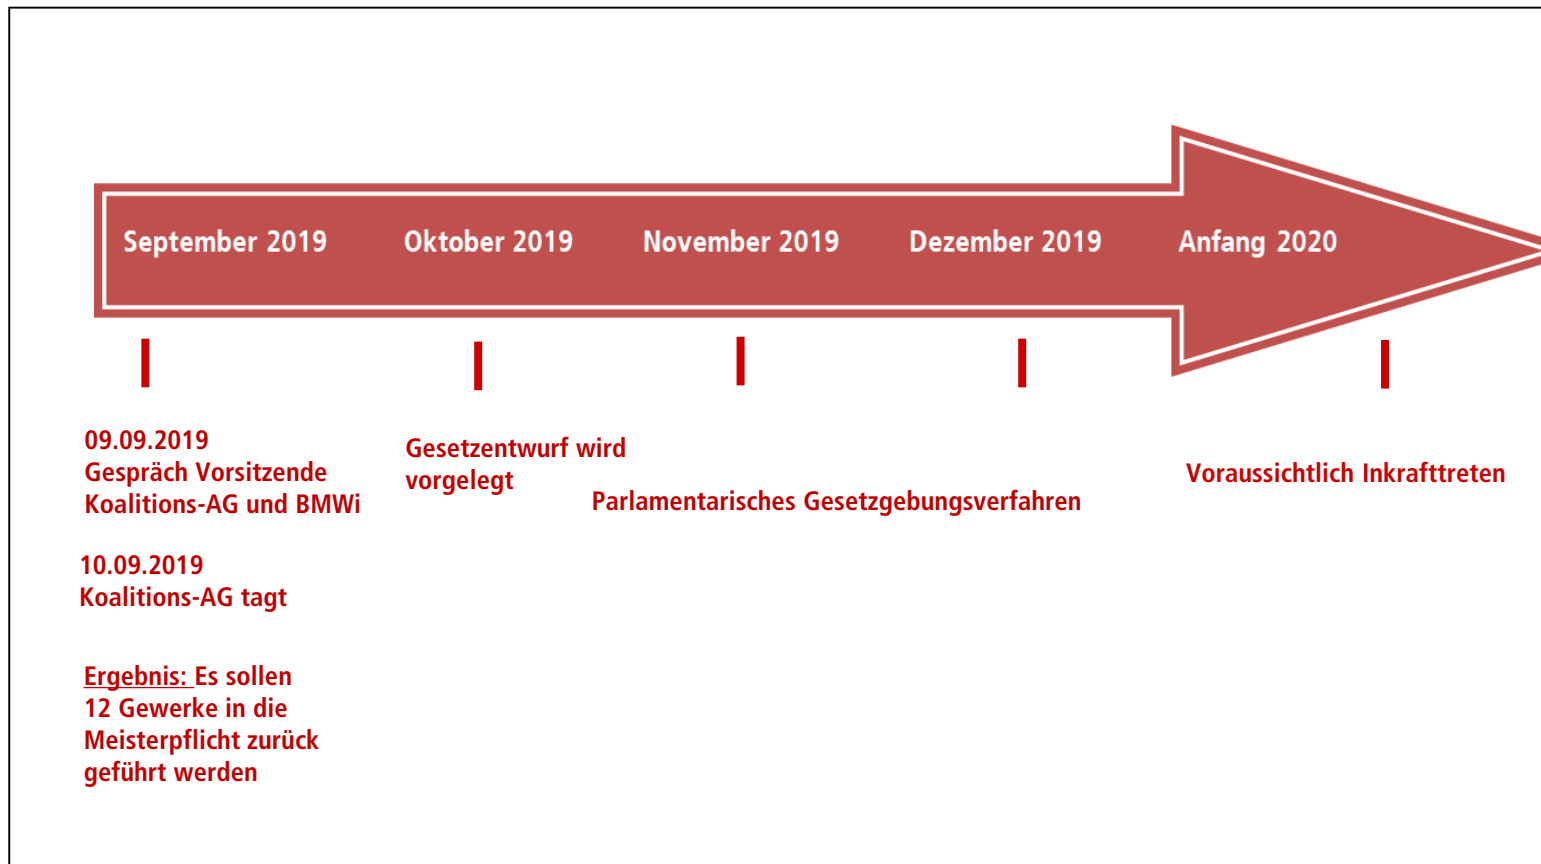 September 2019
Oktober 2019
November 2019
Dezember 2019
Anfang 2020
09.09.2019
Gespräch Vorsitzende
Koalitions-AG und BMWi
10.09.2019
Koalitions-AG tagt
Ergebnis: Es sollen
12 Gewerke in die
Meisterpflicht zurück
geführt werden
Gesetzentwurf wird
vorgelegt
Parlamentarisches Gesetzgebungsverfahren
Voraussichtlich Inkrafttreten